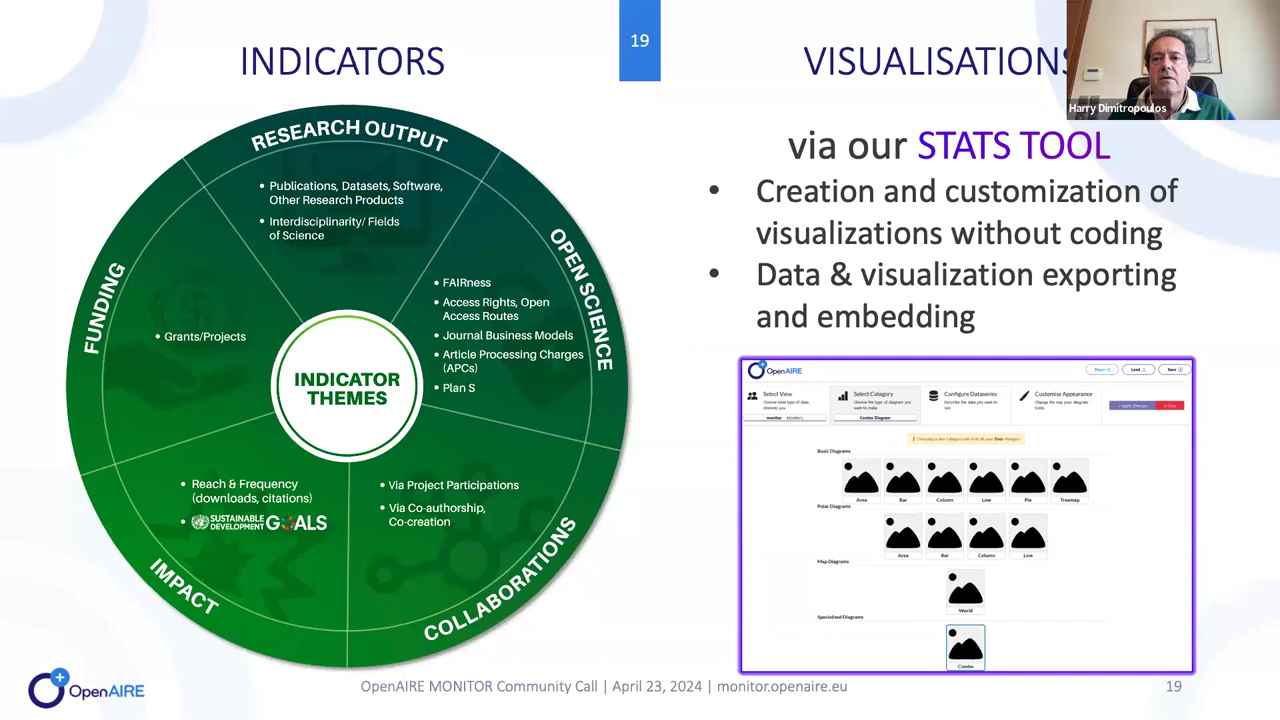 19
INDICATORS
VISUALISATIONS
Harry Dimitropoulos
RESEARCH OUTPUT
• Publications, Datasets, Software,
Other Research Products
• Interdisciplinarity/ Fields
of Science
OPEN SCIENCE
• FAIRness
• Access Rights, Open
Access Routes
• Journal Business Models
• Article Processing Charges
(APCs)
• Plan S
FUNDING
• Grants/Projects
INDICATOR
THEMES
IMPACT
• Reach & Frequency
(downloads, citations)
• SUSTAINABLE
DEVELOPMENT GOALS
COLLABORATIONS
• Via Project Participations
• Via Co-authorship,
Co-creation
via our STATS TOOL
• Creation and customization of
visualizations without coding
• Data & visualization exporting
and embedding
OpenAIRE
Share
Load
Save
Select View
Choose what type of data
interests you
monitor
Select Category
Choose the type of diagram you
want to make
Combo Diagram
Configure Dataseries
Describe the data you want to
see
Customise Appearance
Change the way your diagram
looks
Basic Diagrams
Area
Bar
Column
Line
Pie
Treemap
Polar Diagrams
Area
Bar
Column
Line
Map Diagrams
World
Specialised Diagrams
Combo
OpenAIRE
OpenAIRE MONITOR Community Call | April 23, 2024 | monitor.openaire.eu
19